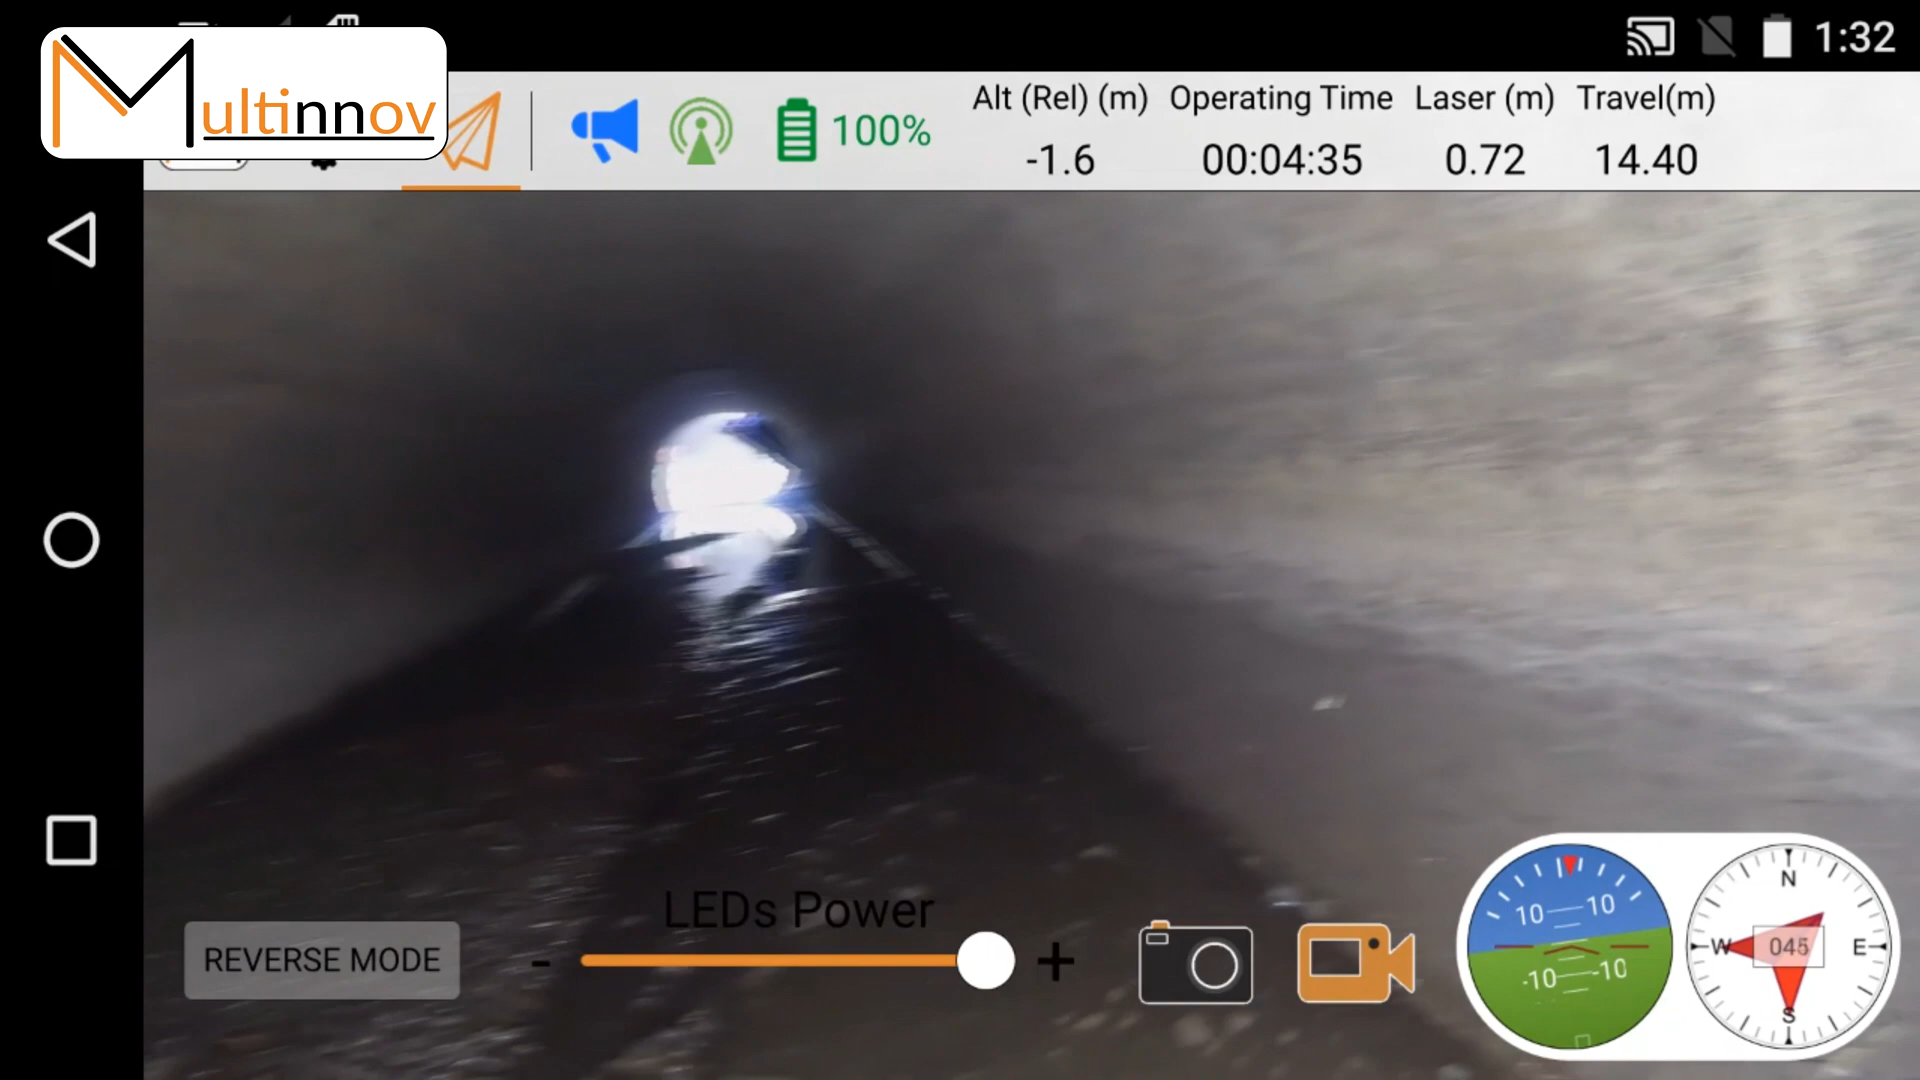 Multinnov
1:32
100%
Alt (Rel) (m) Operating Time Laser (m) Travel(m)
-1.6 00:04:35 0.72 14.40
LEDs Power
REVERSE MODE - +
10 10
-10 -10
N
W 045 E
S